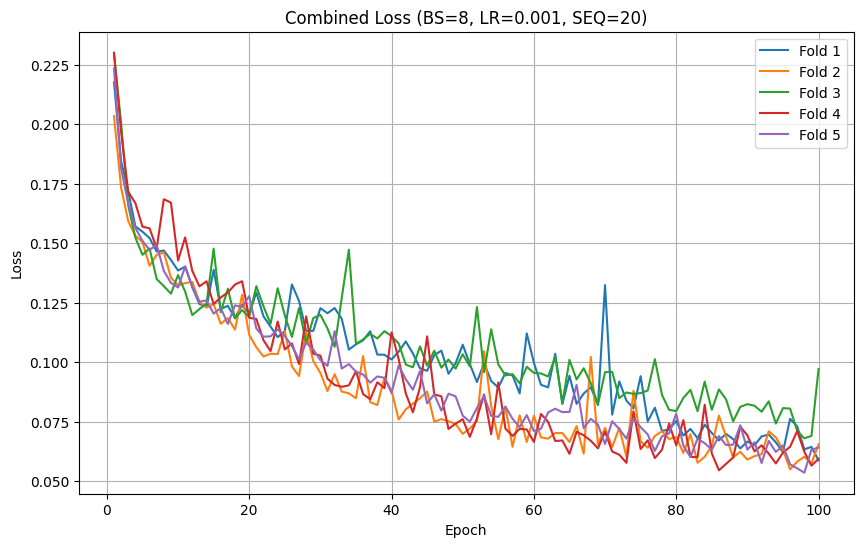 Combined Loss (BS=8, LR=0.001, SEQ=20)
Loss
0.225
0.200
0.175
0.150
0.125
0.100
0.075
0.050
Fold 1
Fold 2
Fold 3
Fold 4
Fold 5
0
20
40
60
80
100
Epoch